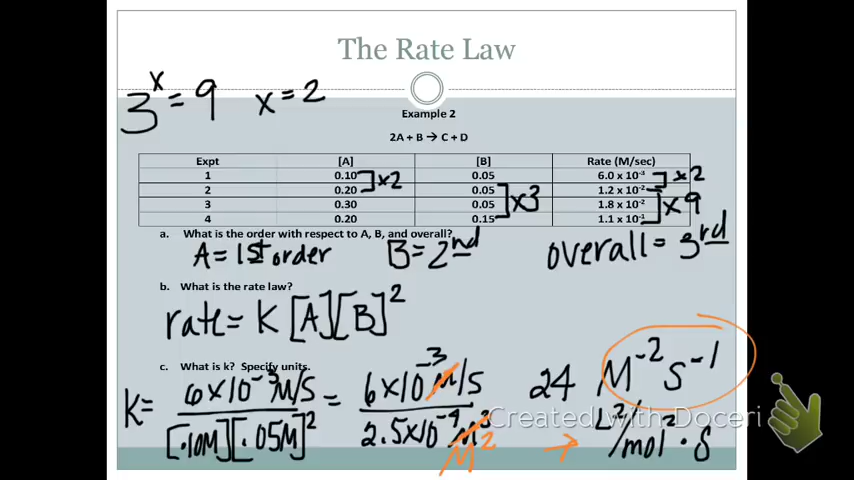 The Rate Law
3^x = 9 x = 2
Example 2
2A + B → C + D
Expt [A] [B] Rate (M/sec)
1 0.10 0.05 6.0 x 10⁻³
2 0.20 0.05 1.2 x 10⁻²
3 0.30 0.05 1.8 x 10⁻²
4 0.20 0.15 1.1 x 10⁻¹
x2 x3 x2 x9
a. What is the order with respect to A, B, and overall?
A = 1st order B = 2nd overall = 3rd
b. What is the rate law?
rate = K [A][B]²
c. What is k? Specify units.
K = 6x10⁻³M/S / [.10M][.05M]² = 6x10⁻³ M/S / 2.5x10⁻⁴ M³ M² 24 M⁻² S⁻¹
→ L²/mol² · s
Created with Doceri